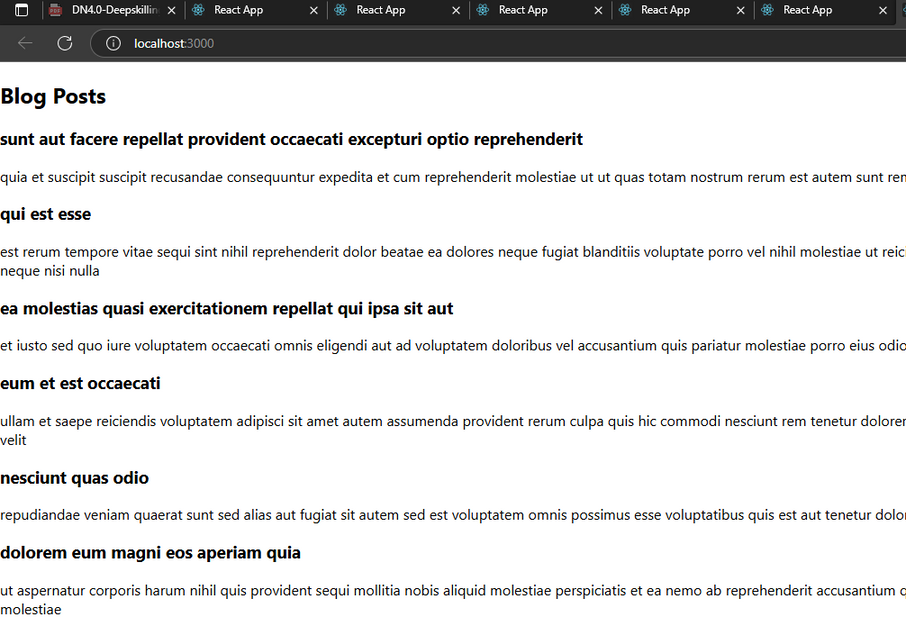 DN4.0-Deepskillin
React App
React App
React App
React App
React App
localhost:3000
Blog Posts
sunt aut facere repellat provident occaecati excepturi optio reprehenderit
quia et suscipit suscipit recusandae consequuntur expedita et cum reprehenderit molestiae ut ut quas totam nostrum rerum est autem sunt rem
qui est esse
est rerum tempore vitae sequi sint nihil reprehenderit dolor beatae ea dolores neque fugiat blanditiis voluptate porro vel nihil molestiae ut reici
neque nisi nulla
ea molestias quasi exercitationem repellat qui ipsa sit aut
et iusto sed quo iure voluptatem occaecati omnis eligendi aut ad voluptatem doloribus vel accusantium quis pariatur molestiae porro eius odio
eum et est occaecati
ullam et saepe reiciendis voluptatem adipisci sit amet autem assumenda provident rerum culpa quis hic commodi nesciunt rem tenetur dolorem
velit
nesciunt quas odio
repudiandae veniam quaerat sunt sed alias aut fugiat sit autem sed est voluptatem omnis possimus esse voluptatibus quis est aut tenetur dolor
dolorem eum magni eos aperiam quia
ut aspernatur corporis harum nihil quis provident sequi mollitia nobis aliquid molestiae perspiciatis et ea nemo ab reprehenderit accusantium q
molestiae